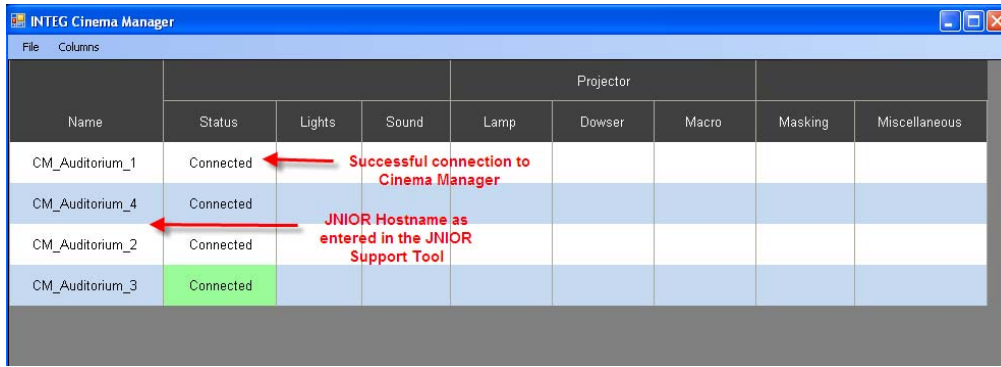 INTEG Cinema Manager
File Columns
Projector
Name Status Lights Sound Lamp Dowser Macro Masking Miscellaneous
CM_Auditorium_1 Connected
Successful connection to
Cinema Manager
CM_Auditorium_4 Connected
JNIOR Hostname as
entered in the JNIOR
Support Tool
CM_Auditorium_2 Connected
CM_Auditorium_3 Connected